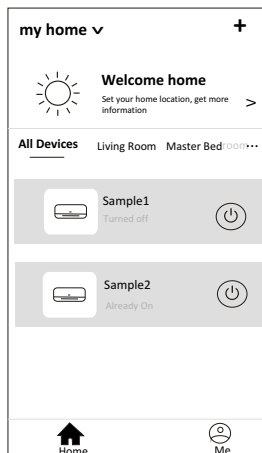 my home
+
Welcome home
Set your home location, get more
information
>
All Devices Living Room Master Bedroom ...
Sample1
Turned off
Sample2
Already On
Home Me